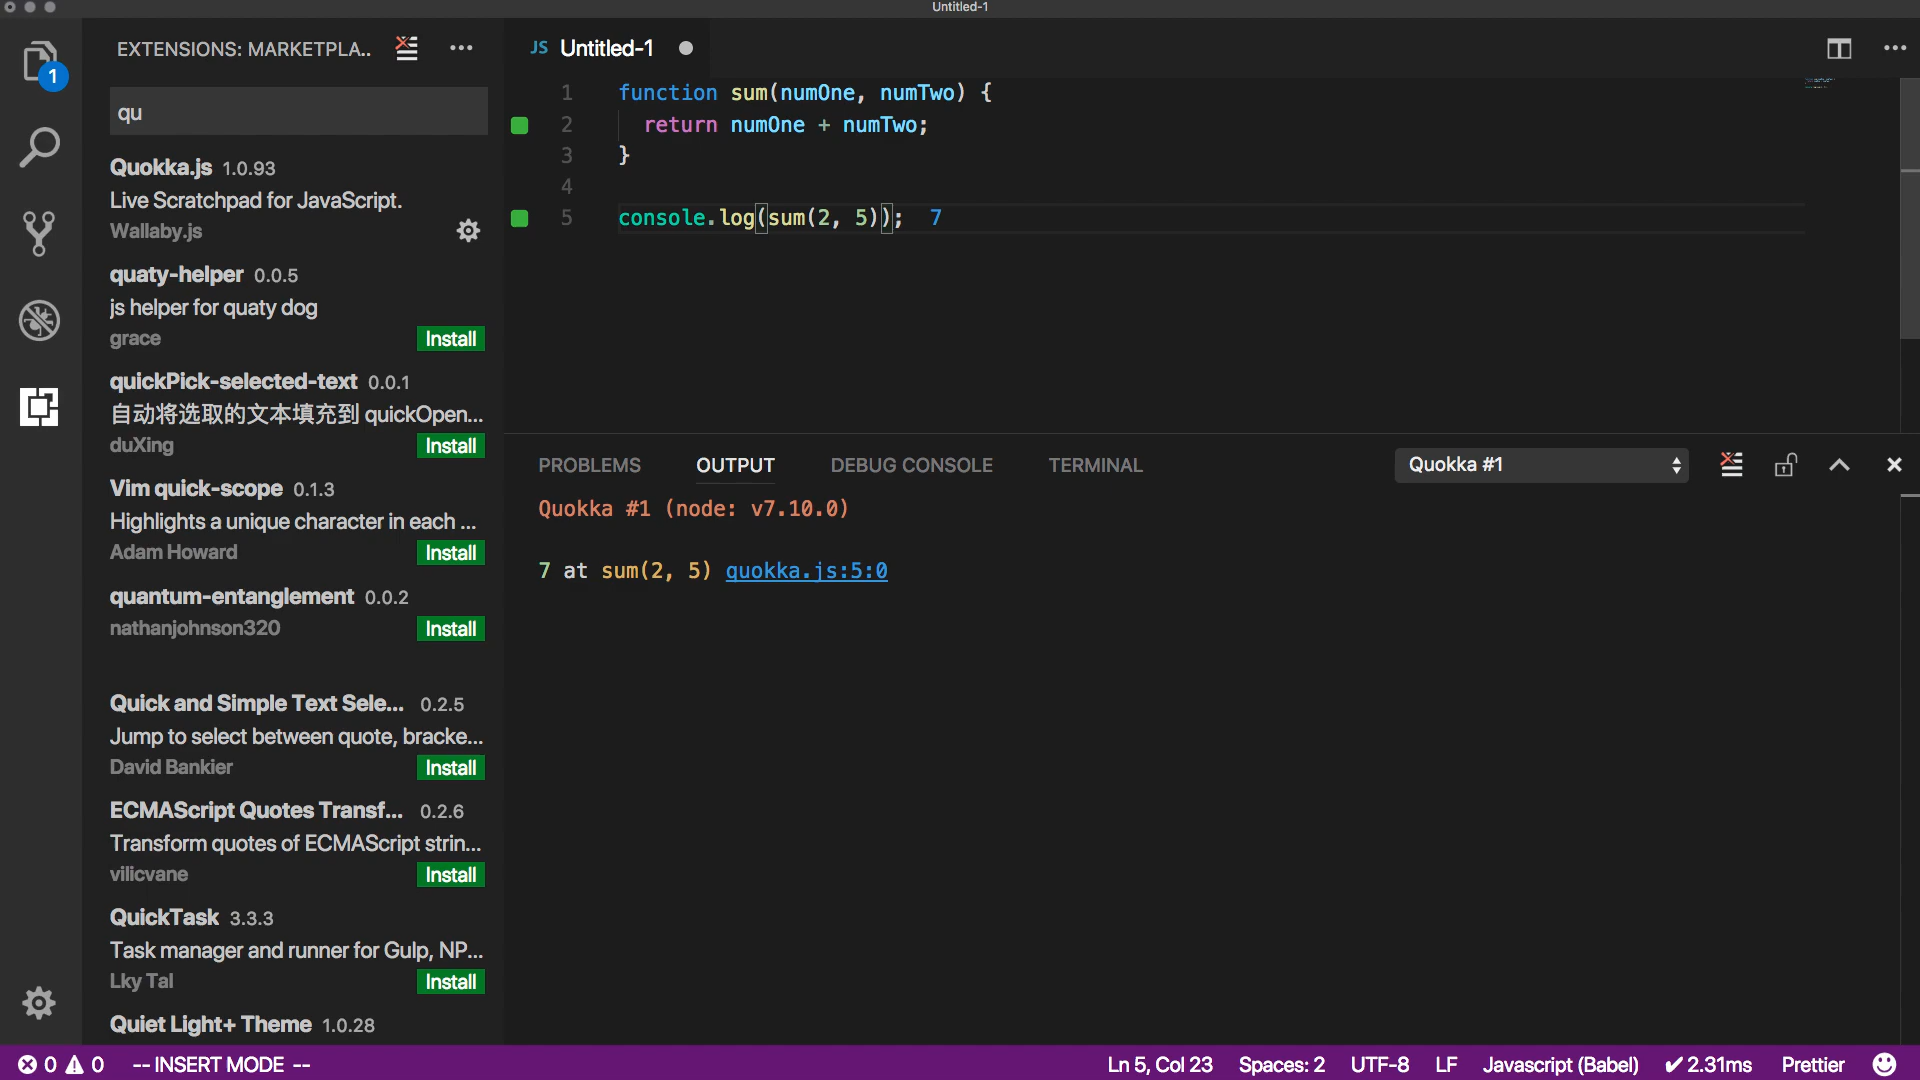 Untitled-1
EXTENSIONS: MARKETPLA...
1
qu
Quokka.js 1.0.93
Live Scratchpad for JavaScript.
Wallaby.js
quaty-helper 0.0.5
js helper for quaty dog
grace Install
quickPick-selected-text 0.0.1
自动将选取的文本填充到 quickOpen...
duXing Install
Vim quick-scope 0.1.3
Highlights a unique character in each ...
Adam Howard Install
quantum-entanglement 0.0.2
nathanjohnson320 Install
Quick and Simple Text Sele... 0.2.5
Jump to select between quote, bracke...
David Bankier Install
ECMAScript Quotes Transf... 0.2.6
Transform quotes of ECMAScript strin...
vilicvane Install
QuickTask 3.3.3
Task manager and runner for Gulp, NP...
Lky Tal Install
Quiet Light+ Theme 1.0.28
JS Untitled-1
1 function sum(numOne, numTwo) {
2 return numOne + numTwo;
3 }
4
5 console.log(sum(2, 5)); 7
PROBLEMS OUTPUT DEBUG CONSOLE TERMINAL Quokka #1
Quokka #1 (node: v7.10.0)
7 at sum(2, 5) quokka.js:5:0
0 0 -- INSERT MODE -- Ln 5, Col 23 Spaces: 2 UTF-8 LF Javascript (Babel) ✔ 2.31ms Prettier